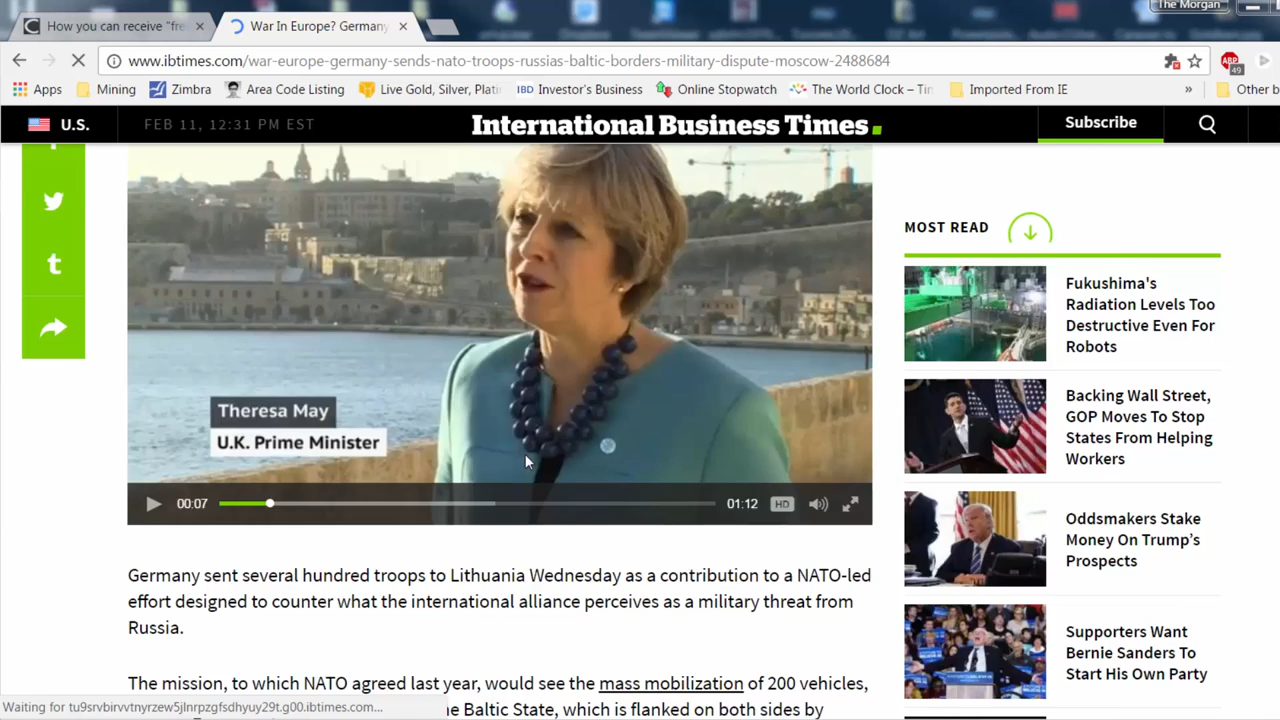 The Morgan
How you can receive "fre
War In Europe? Germany
www.ibtimes.com/war-europe-germany-sends-nato-troops-russias-baltic-borders-military-dispute-moscow-2488684
ABP
49
Apps
Mining
Zimbra
Area Code Listing
Live Gold, Silver, Plati
IBD Investor's Business
Online Stopwatch
The World Clock – Tim
Imported From IE
»
Other b
U.S.
FEB 11, 12:31 PM EST
International Business Times
Subscribe
t
Theresa May
U.K. Prime Minister
00:07
01:12
HD
MOST READ
Fukushima's
Radiation Levels Too
Destructive Even For
Robots
Backing Wall Street,
GOP Moves To Stop
States From Helping
Workers
Oddsmakers Stake
Money On Trump's
Prospects
Supporters Want
Bernie Sanders To
Start His Own Party
Germany sent several hundred troops to Lithuania Wednesday as a contribution to a NATO-led
effort designed to counter what the international alliance perceives as a military threat from
Russia.
The mission, to which NATO agreed last year, would see the mass mobilization of 200 vehicles,
Baltic State, which is flanked on both sides by
Waiting for tu9srvbirvvtnyrzew5jlnrpzgfsdhyuy29t.g00.ibtimes.com...